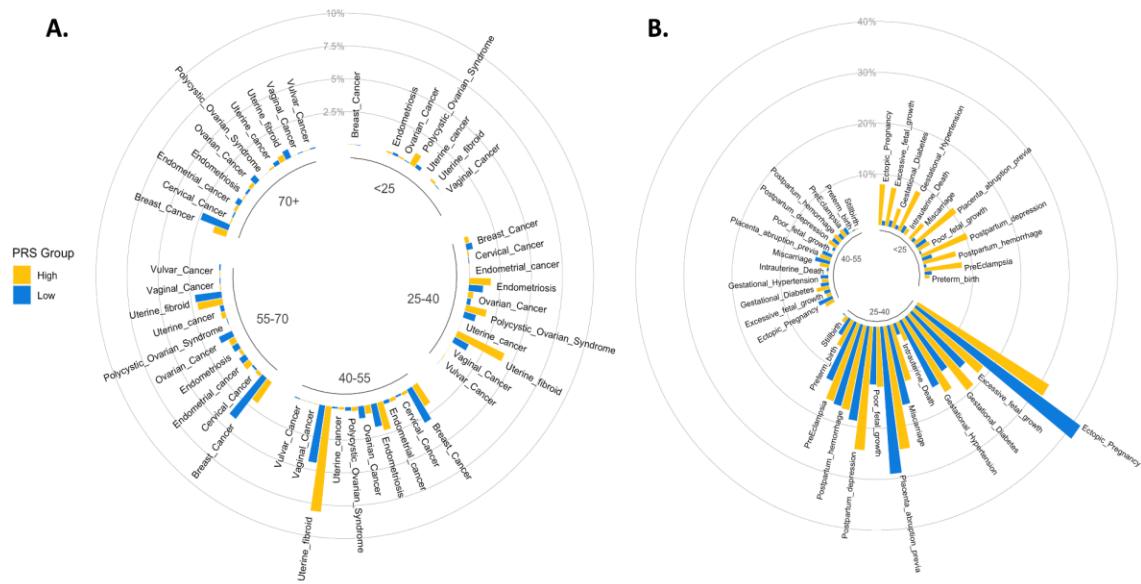 A.
10%
7.5%
5%
2.5%
Breast_Cancer
Endometriosis
Ovarian_Cancer
Polycystic_Ovarian_Syndrome
Uterine_cancer
Uterine_fibroid
Vaginal_Cancer
<25
Breast_Cancer
Cervical_Cancer
Endometrial_cancer
Endometriosis
Ovarian_Cancer
Polycystic_Ovarian_Syndrome
Uterine_cancer
Uterine_fibroid
Vaginal_Cancer
Vulvar_Cancer
25-40
Breast_Cancer
Cervical_Cancer
Endometrial_cancer
Endometriosis
Ovarian_Cancer
Polycystic_Ovarian_Syndrome
Uterine_cancer
Uterine_fibroid
Vaginal_Cancer
Vulvar_Cancer
40-55
Breast_Cancer
Cervical_Cancer
Endometrial_cancer
Endometriosis
Ovarian_Cancer
Polycystic_Ovarian_Syndrome
Uterine_cancer
Uterine_fibroid
Vaginal_Cancer
Vulvar_Cancer
55-70
Breast_Cancer
Cervical_Cancer
Endometrial_cancer
Endometriosis
Ovarian_Cancer
Polycystic_Ovarian_Syndrome
Uterine_cancer
Uterine_fibroid
Vaginal_Cancer
Vulvar_Cancer
70+
PRS Group
High
Low
B.
40%
30%
20%
10%
Ectopic_Pregnancy
Excessive_fetal_growth
Gestational_Diabetes
Gestational_Hypertension
Intrauterine_Death
Miscarriage
Placenta_abruption_previa
Poor_fetal_growth
Postpartum_depression
Postpartum_hemorrhage
PreEclampsia
Preterm_birth
<25
Ectopic_Pregnancy
Excessive_fetal_growth
Gestational_Diabetes
Gestational_Hypertension
Intrauterine_Death
Miscarriage
Placenta_abruption_previa
Poor_fetal_growth
Postpartum_depression
Postpartum_hemorrhage
PreEclampsia
Preterm_birth
Stillbirth
25-40
Ectopic_Pregnancy
Excessive_fetal_growth
Gestational_Diabetes
Gestational_Hypertension
Intrauterine_Death
Miscarriage
Placenta_abruption_previa
Poor_fetal_growth
Postpartum_depression
Postpartum_hemorrhage
PreEclampsia
Preterm_birth
Stillbirth
40-55